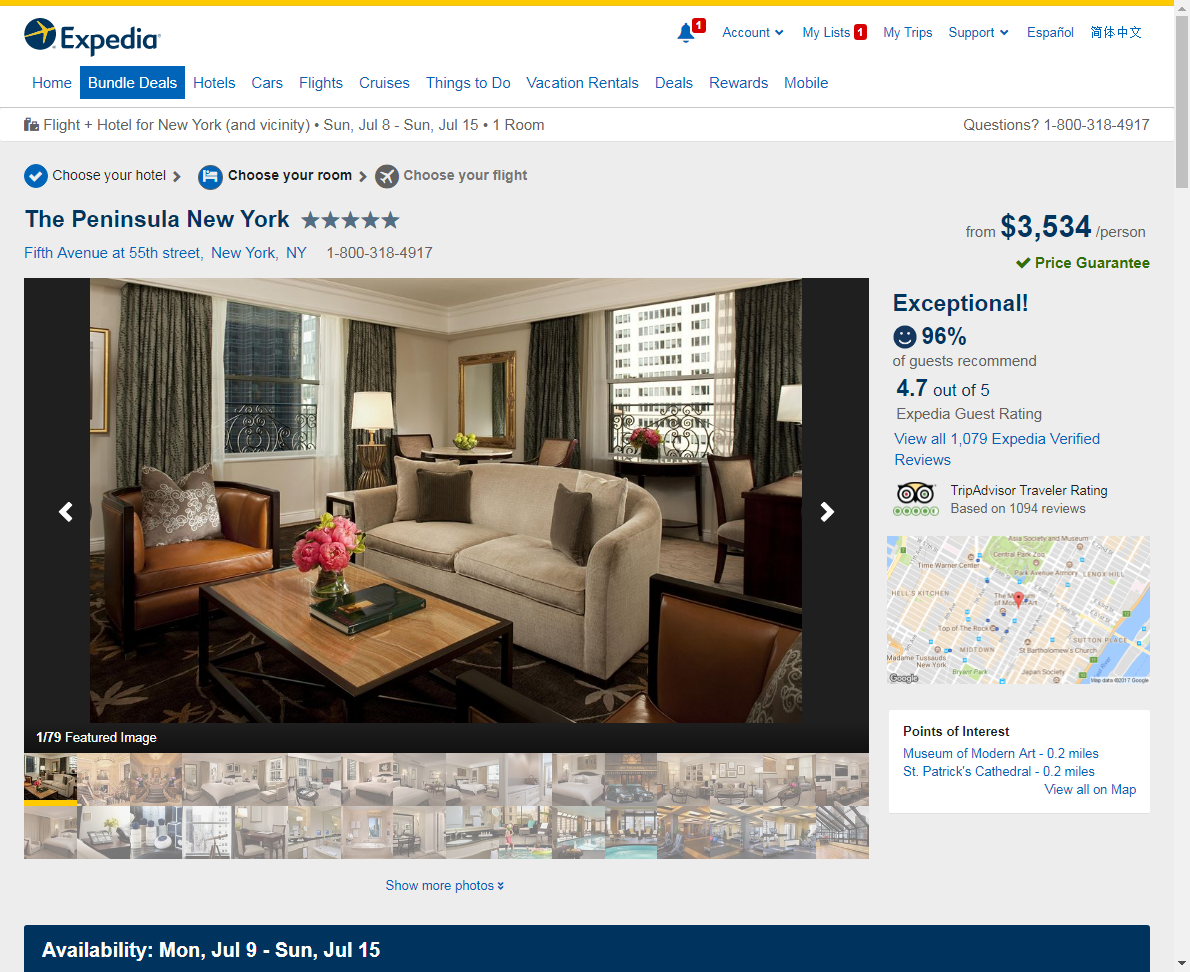 Expedia
1
Account
My Lists 1
My Trips
Support
Español
简体中文
Home
Bundle Deals
Hotels
Cars
Flights
Cruises
Things to Do
Vacation Rentals
Deals
Rewards
Mobile
Flight + Hotel for New York (and vicinity) • Sun, Jul 8 - Sun, Jul 15 • 1 Room
Questions? 1-800-318-4917
Choose your hotel
Choose your room
Choose your flight
The Peninsula New York
Fifth Avenue at 55th street, New York, NY 1-800-318-4917
from $3,534 /person
Price Guarantee
1/79 Featured Image
Show more photos
Exceptional!
96%
of guests recommend
4.7 out of 5
Expedia Guest Rating
View all 1,079 Expedia Verified
Reviews
TripAdvisor Traveler Rating
Based on 1094 reviews
Asia Society and Museum
Central Park Zoo
Time Warner Center
Park Avenue Armory
LENOX HILL
HELL'S KITCHEN
The Museum
of Modern Art
Top of The Rock
SUTTON PLACE
MIDTOWN
St Bartholomew's Church
Madame Tussauds
New York
Bryant Park
Japan Society
Google
Map data ©2017 Google
Points of Interest
Museum of Modern Art - 0.2 miles
St. Patrick's Cathedral - 0.2 miles
View all on Map
Availability: Mon, Jul 9 - Sun, Jul 15